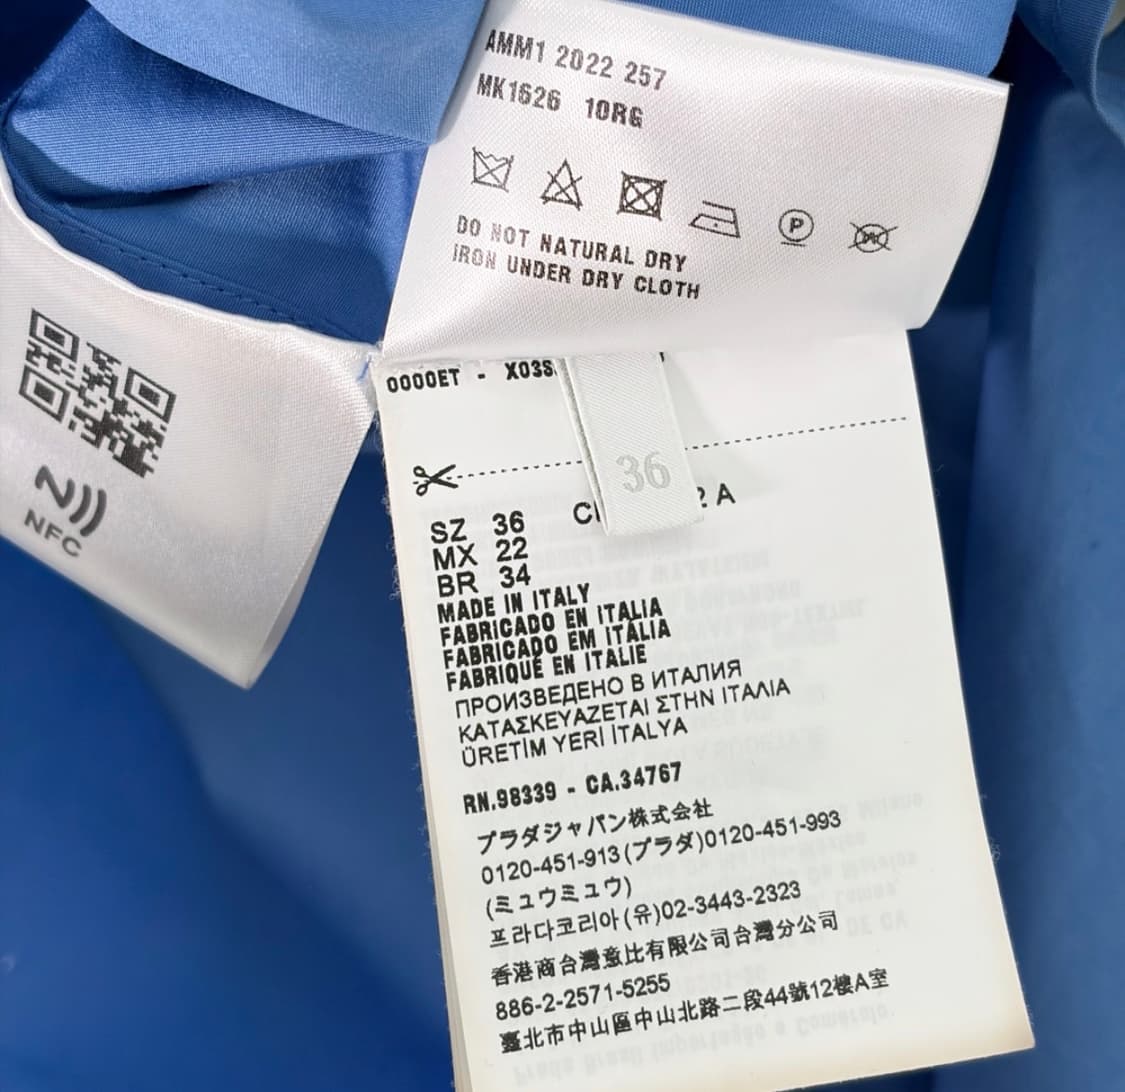 AMM1 2022 257
MK1626 10RG
P
W
DO NOT NATURAL DRY
IRON UNDER DRY CLOTH
NFC
0000ET - X03S
36
SZ 36
A
MX 22
BR 34
MADE IN ITALY
FABRICADO EN ITALIA
FABRICADO EM ITÁLIA
FABRIQUÉ EN ITALIE
ПРОИЗВЕДЕНО В ИТАЛИЯ
ΚΑΤΑΣΚΕΥΑΖΕΤΑΙ ΣΤΗΝ ΙΤΑΛΙΑ
ÜRETİM YERİ İTALYA
RN.98339 - CA.34767
プラダジャパン株式会社
0120-451-913(プラダ)0120-451-993
(ミュウミュウ)
프라다코리아(유)02-3443-2323
香港商台灣意比有限公司台灣分公司
886-2-2571-5255
臺北市中山區中山北路二段44號12樓A室